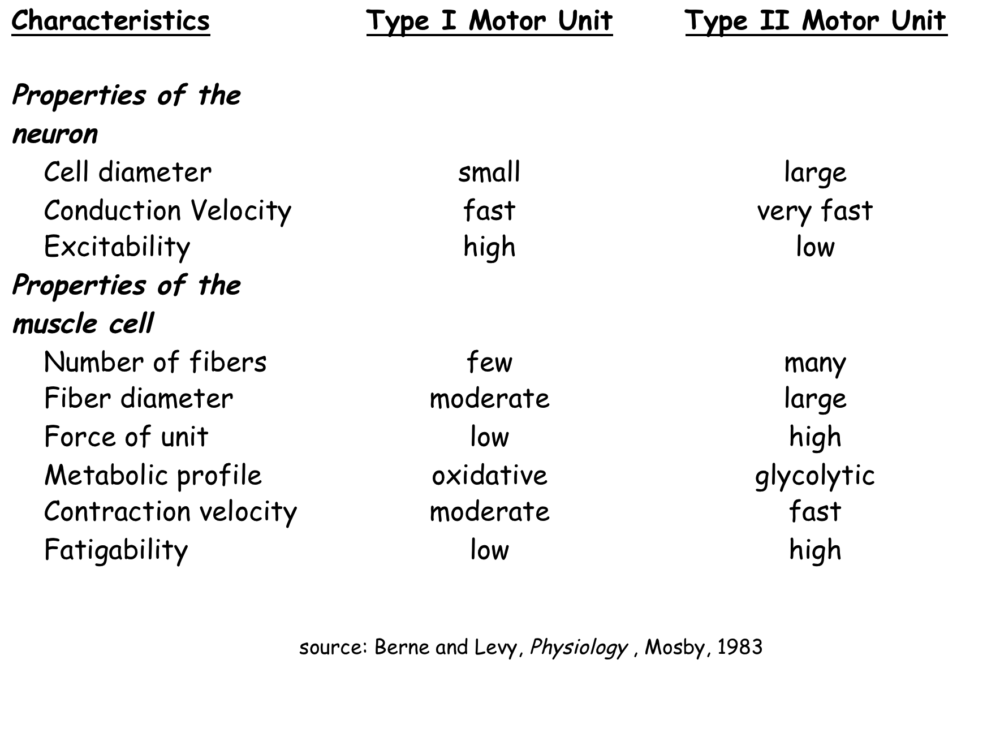 Characteristics Type I Motor Unit Type II Motor Unit
Properties of the
neuron
Cell diameter small large
Conduction Velocity fast very fast
Excitability high low
Properties of the
muscle cell
Number of fibers few many
Fiber diameter moderate large
Force of unit low high
Metabolic profile oxidative glycolytic
Contraction velocity moderate fast
Fatigability low high
source: Berne and Levy, Physiology , Mosby, 1983